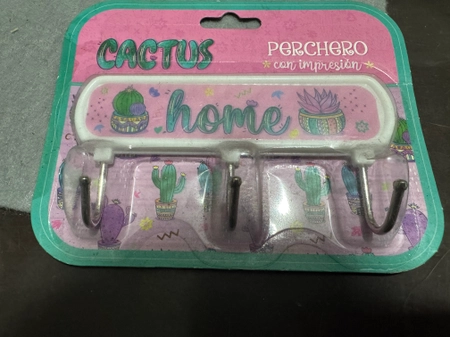 CACTUS
PERCHERO
con impresión
home